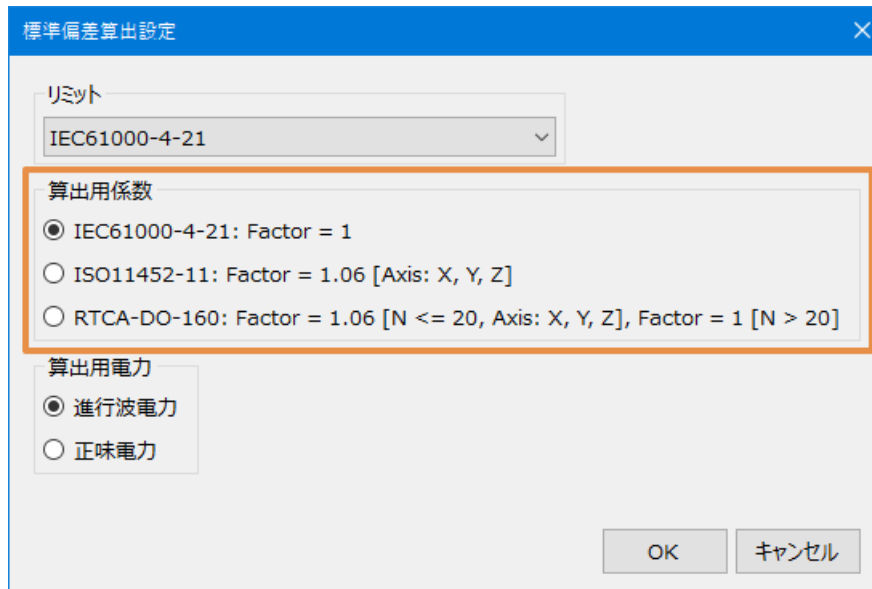 標準偏差算出設定
リミット
IEC61000-4-21
算出用係数
IEC61000-4-21: Factor = 1
ISO11452-11: Factor = 1.06 [Axis: X, Y, Z]
RTCA-DO-160: Factor = 1.06 [N <= 20, Axis: X, Y, Z], Factor = 1 [N > 20]
算出用電力
進行波電力
正味電力
OK キャンセル